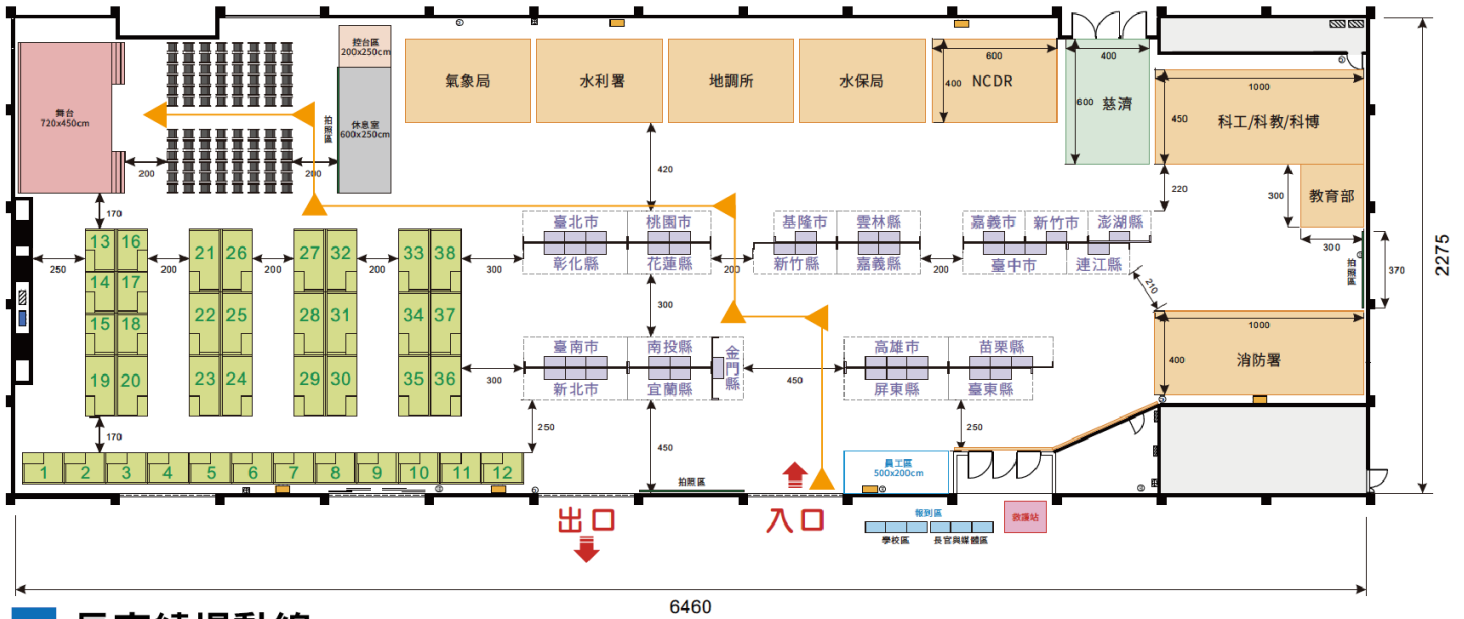 控台區
200x250cm
氣象局
水利署
地調所
水保局
600
400
NCDR
400
600
慈濟
1000
450
科工/科教/科博
舞台
720x450cm
拍照區
休息室
600x250cm
200
200
420
220
300
教育部
300
170
臺北市
桃園市
基隆市
雲林縣
嘉義市
新竹市
澎湖縣
彰化縣
花蓮縣
新竹縣
嘉義縣
臺中市
連江縣
250
200
200
200
300
200
200
210
拍照區
370
2275
13
16
21
26
27
32
33
38
14
17
22
25
28
31
34
37
15
18
19
20
23
24
29
30
35
36
300
臺南市
南投縣
金門縣
高雄市
苗栗縣
新北市
宜蘭縣
屏東縣
臺東縣
300
450
1000
400
消防署
170
250
450
250
1
2
3
4
5
6
7
8
9
10
11
12
拍照區
員工區
500x200cm
出口
入口
報到區
學校區
長官與媒體區
救護站
6460